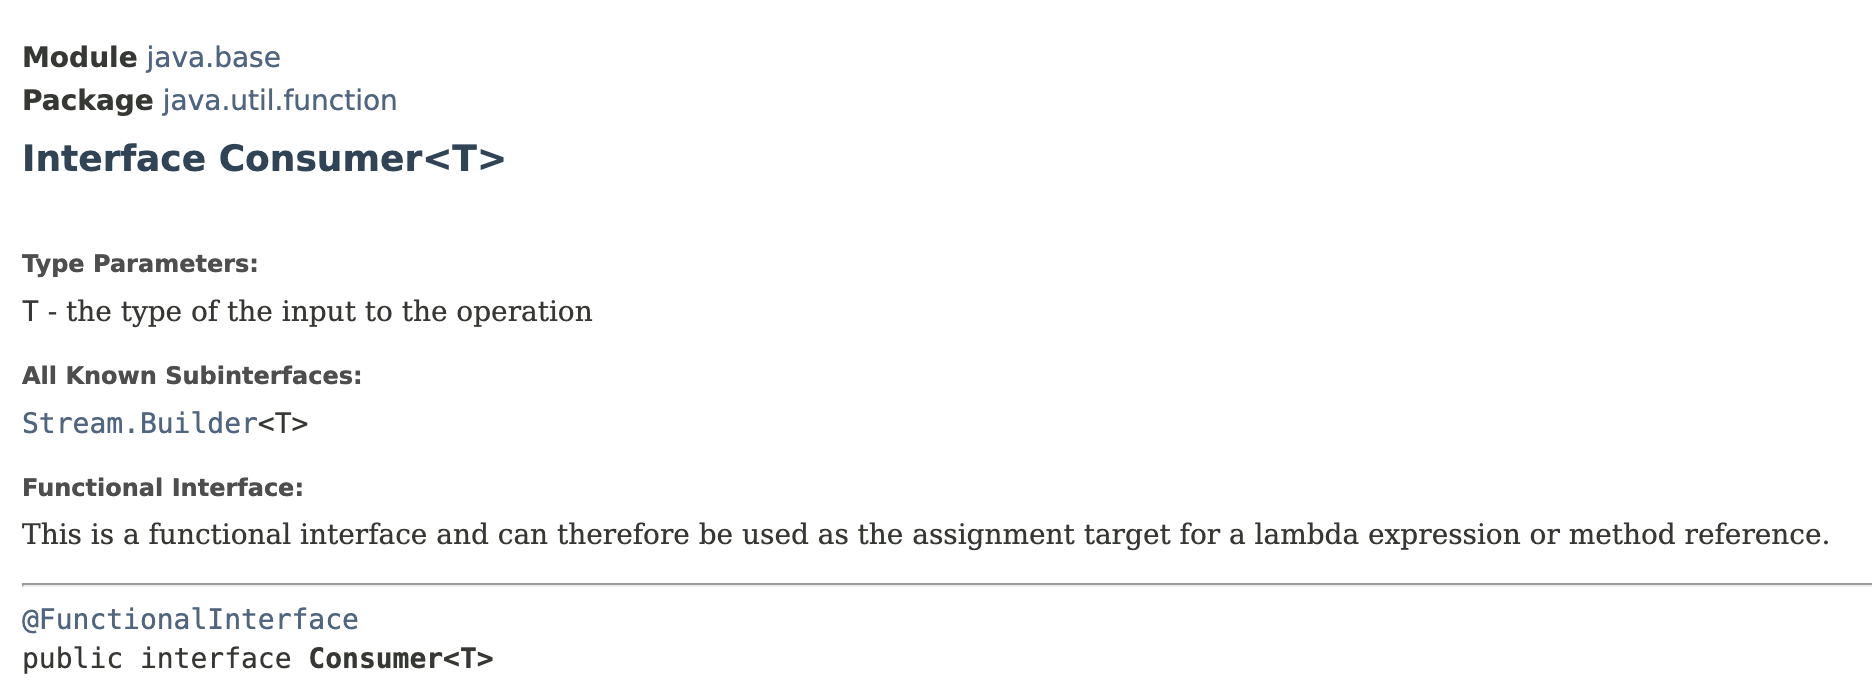 Module java.base
Package java.util.function
Interface Consumer<T>
Type Parameters:
T - the type of the input to the operation
All Known Subinterfaces:
Stream.Builder<T>
Functional Interface:
This is a functional interface and can therefore be used as the assignment target for a lambda expression or method reference.
@FunctionalInterface
public interface Consumer<T>